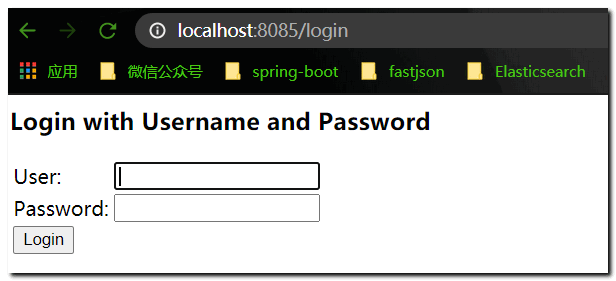 localhost:8085/login
应用 微信公众号 spring-boot fastjson Elasticsearch
Login with Username and Password
User:
Password:
Login